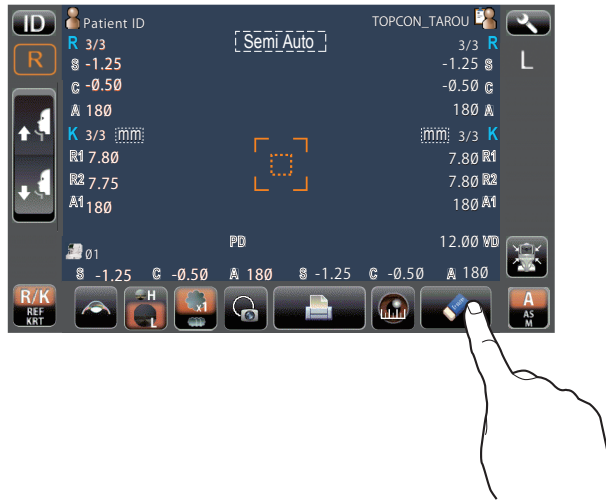 ID Patient ID TOPCON_TAROU
R 3/3 Semi Auto 3/3 R
R L
S -1.25 -1.25 S
C -0.50 -0.50 C
A 180 180 A
K 3/3 mm mm 3/3 K
R1 7.80 7.80 R1
R2 7.75 7.80 R2
A1 180 180 A1
PD 12.00 VD
01
S -1.25 C -0.50 A 180 S -1.25 C -0.50 A 180
R/K REF KRT H L x1 A AS M